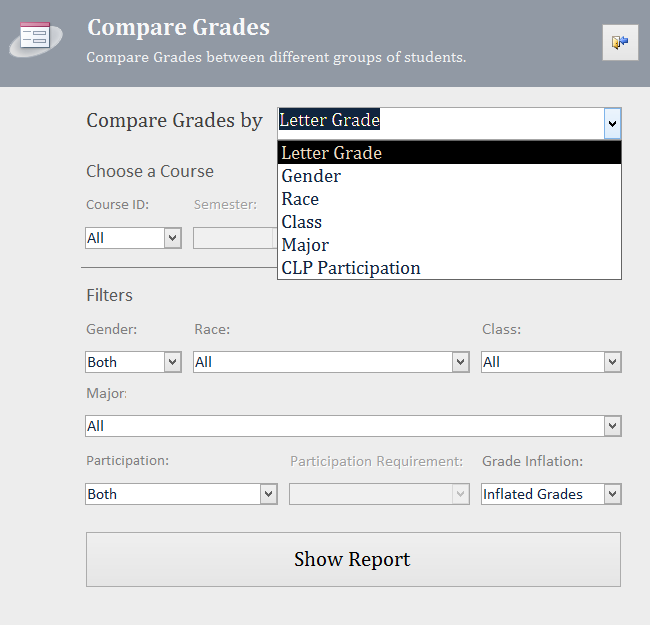 Compare Grades
Compare Grades between different groups of students.
Compare Grades by Letter Grade
Letter Grade
Gender
Race
Class
Major
CLP Participation
Choose a Course
Course ID: Semester:
All
Filters
Gender: Race: Class:
Both All All
Major:
All
Participation: Participation Requirement: Grade Inflation:
Both Inflated Grades
Show Report